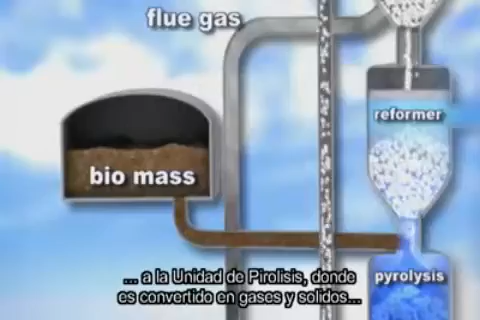 flue gas
reformer
bio mass
pyrolysis
... a la Unidad de Pirolisis, donde
es convertido en gases y solidos...